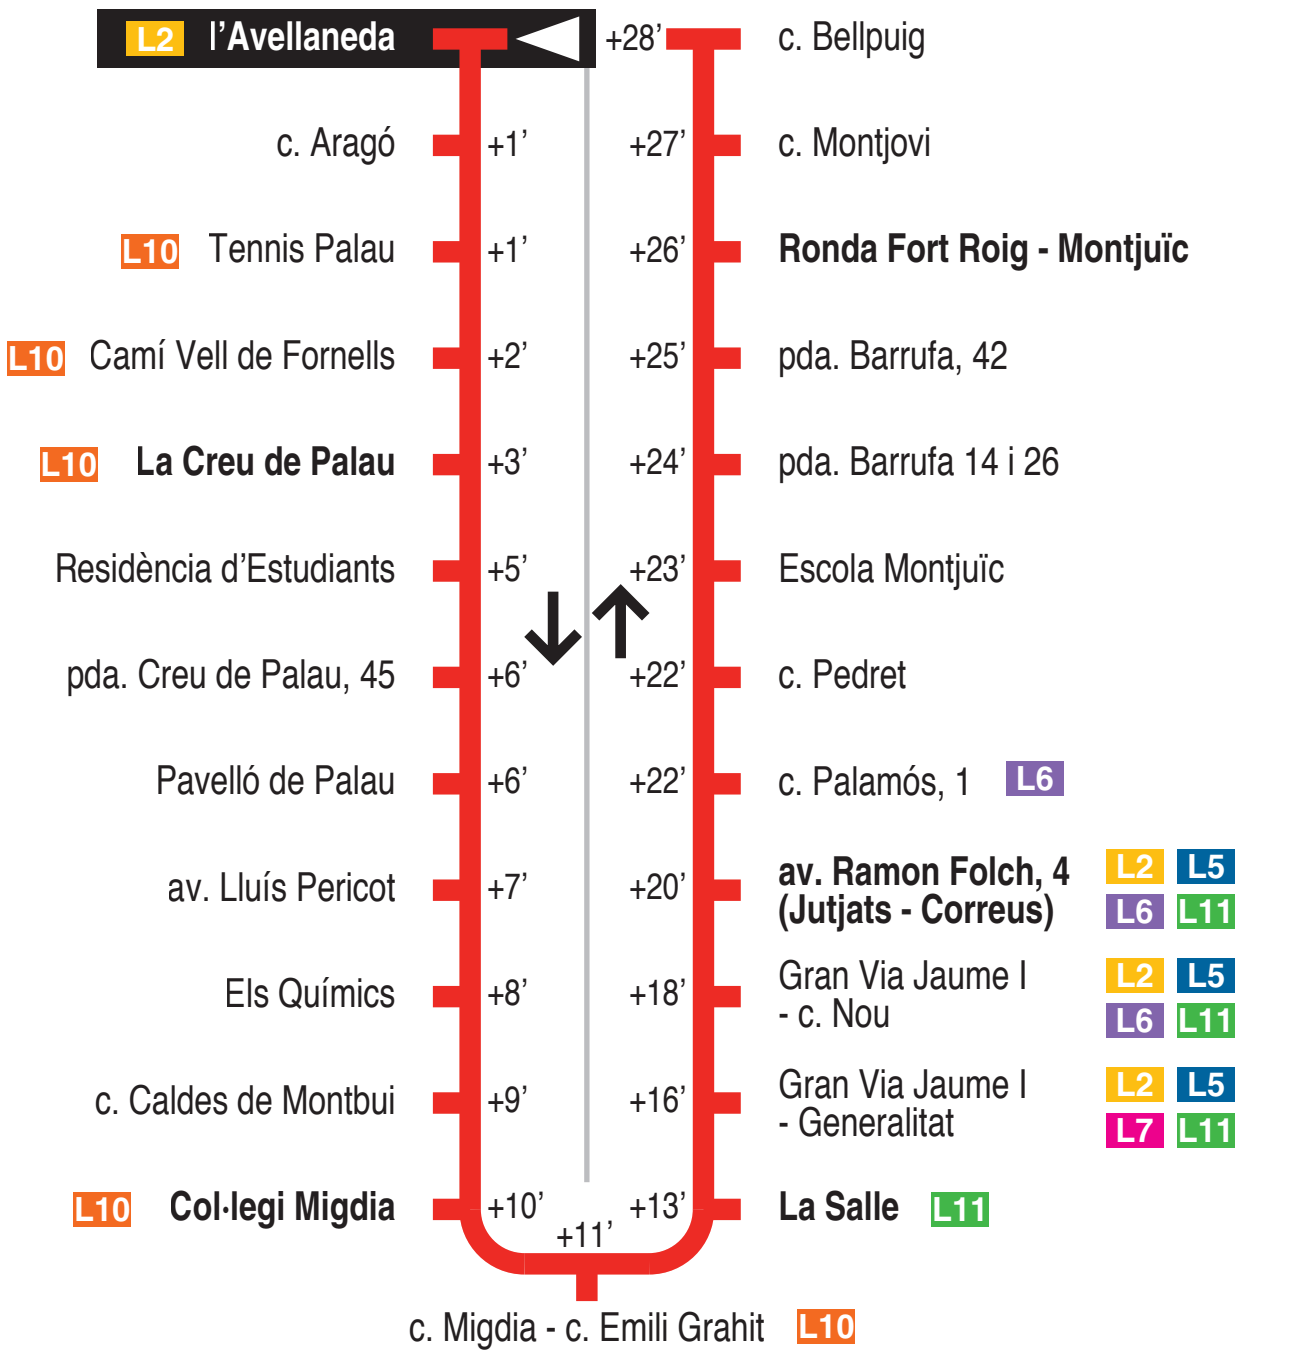 L2 l'Avellaneda
c. Aragó +1’
L10 Tennis Palau +1’
L10 Camí Vell de Fornells +2’
L10 La Creu de Palau +3’
Residència d’Estudiants +5’
pda. Creu de Palau, 45 +6’
Pavelló de Palau +6’
av. Lluís Pericot +7’
Els Químics +8’
c. Caldes de Montbui +9’
L10 Col·legi Migdia +10’
+11’
c. Migdia - c. Emili Grahit L10
+13’ La Salle L11
+16’ Gran Via Jaume I L2 L5
- Generalitat L7 L11
+18’ Gran Via Jaume I L2 L5
- c. Nou L6 L11
+20’ av. Ramon Folch, 4 L2 L5
(Jutjats - Correus) L6 L11
+22’ c. Palamós, 1 L6
+22’ c. Pedret
+23’ Escola Montjuïc
+24’ pda. Barrufa 14 i 26
+25’ pda. Barrufa, 42
+26’ Ronda Fort Roig - Montjuïc
+27’ c. Montjovi
+28’ c. Bellpuig